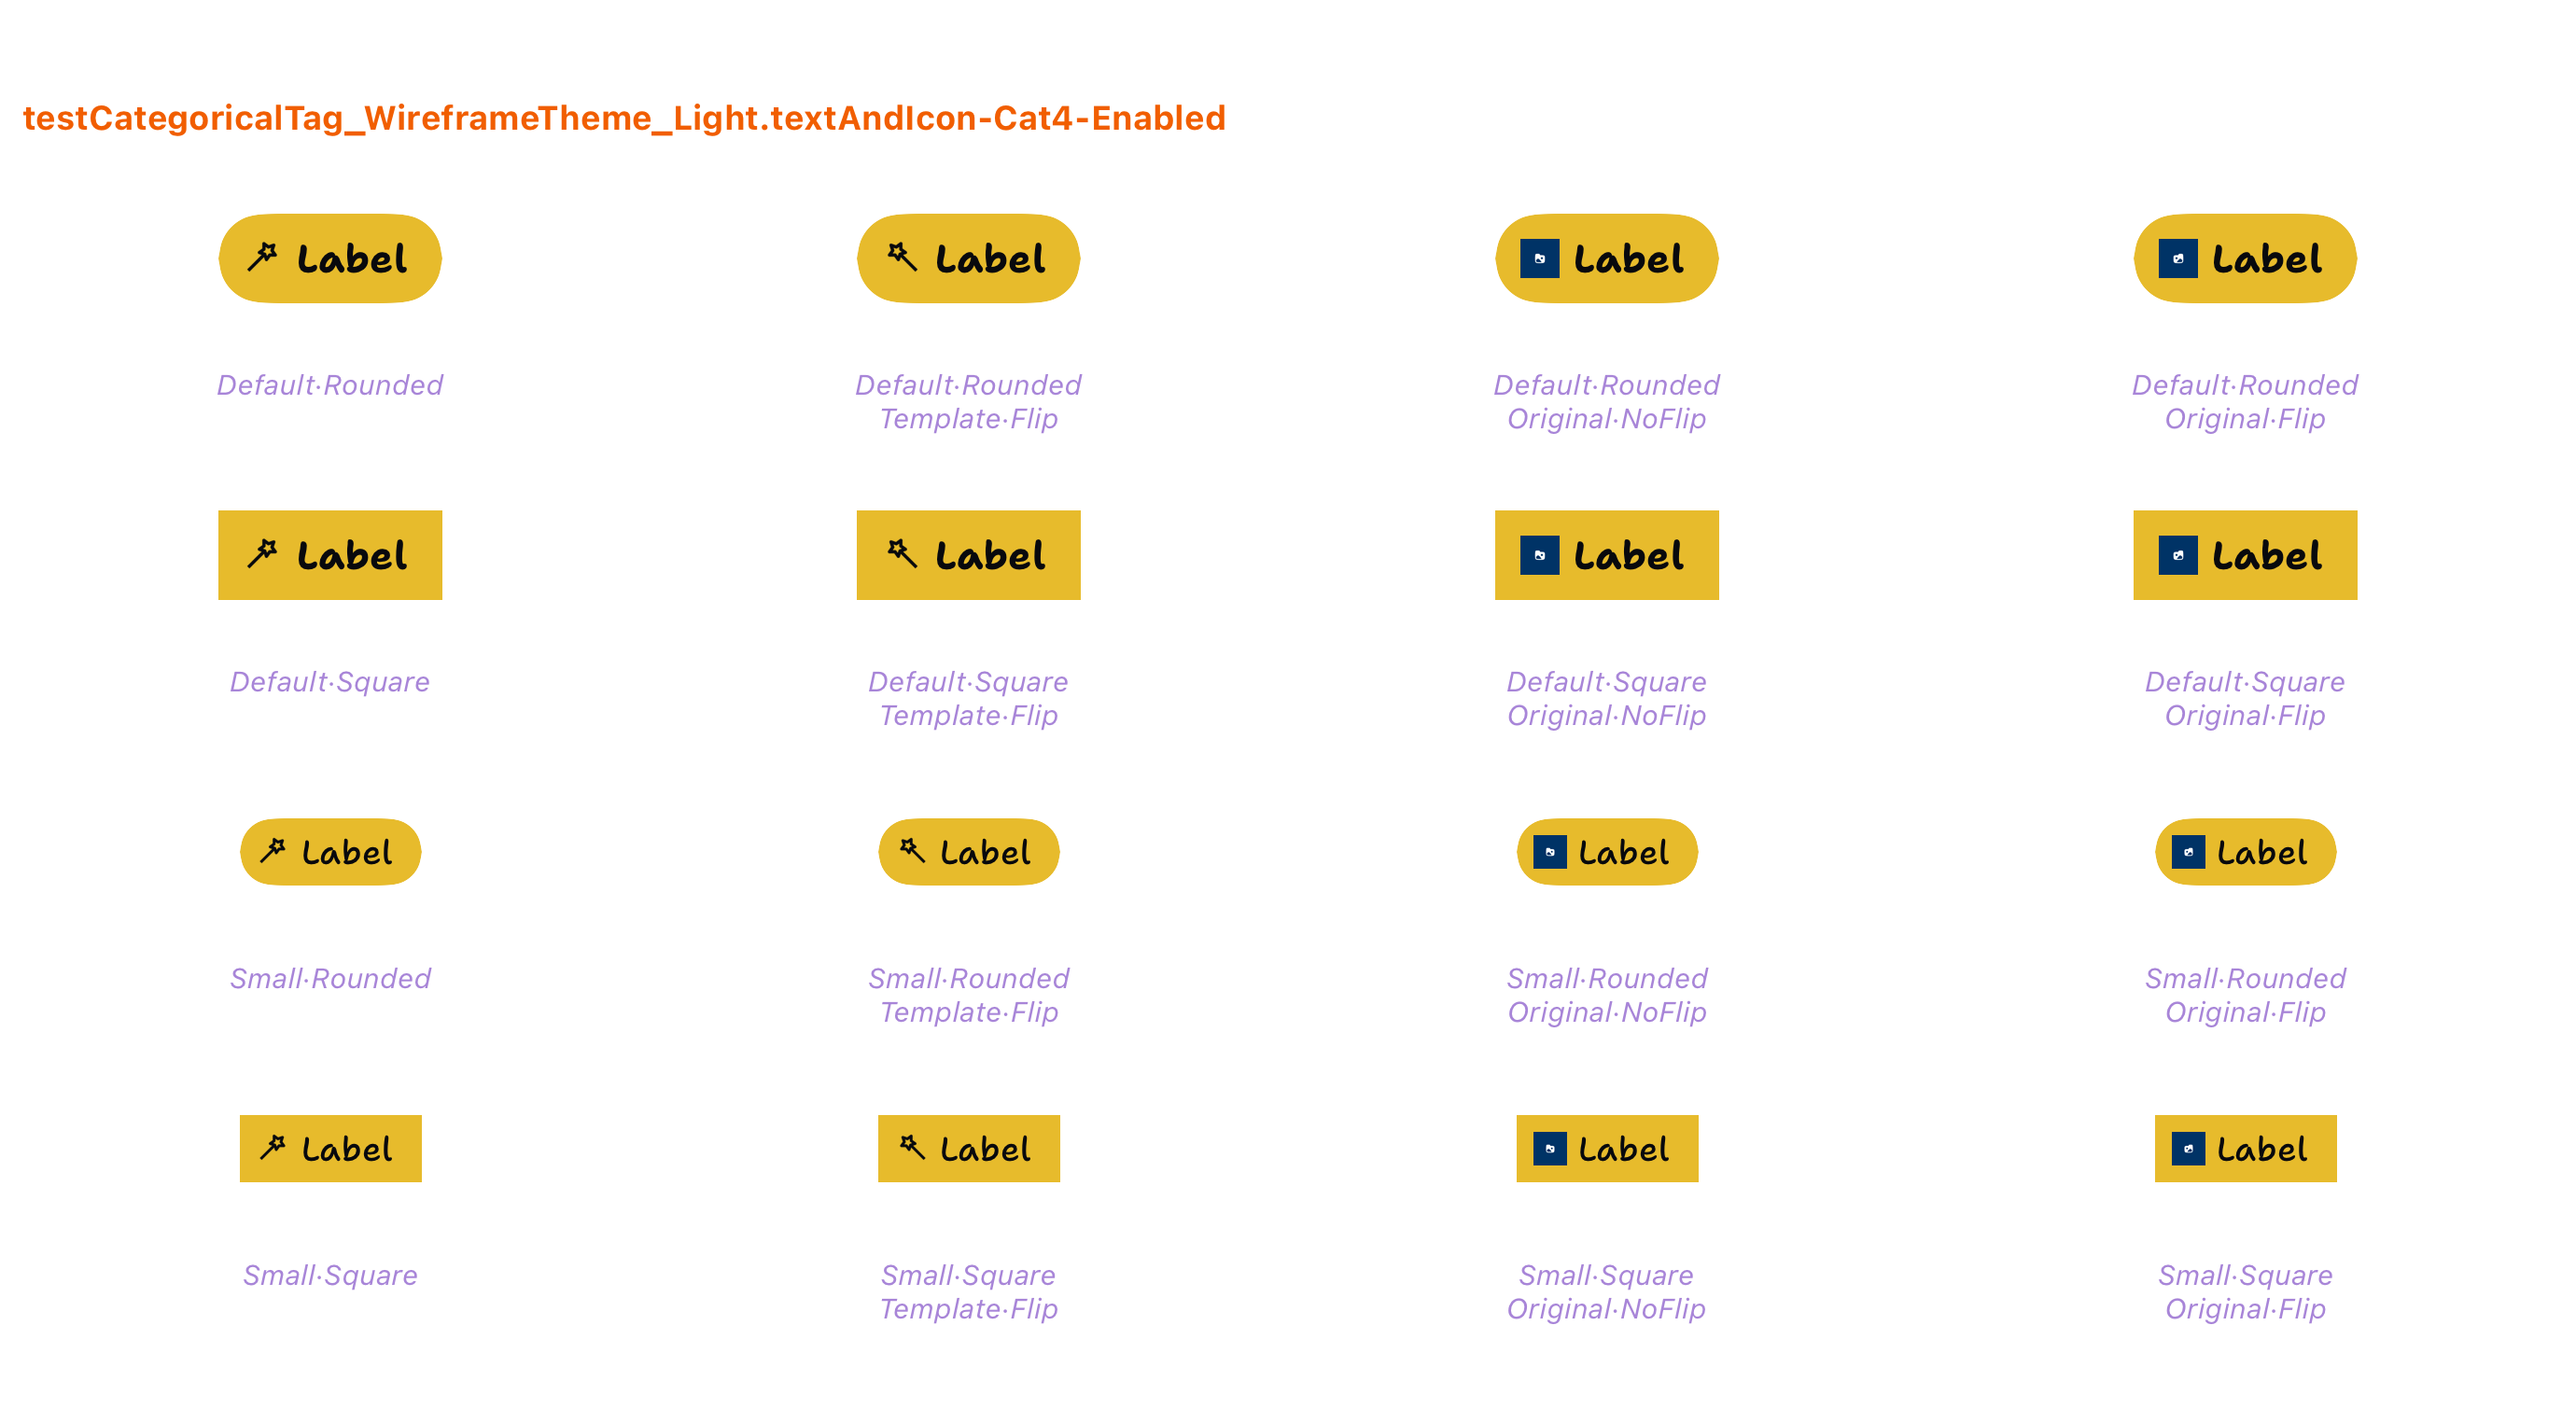 testCategoricalTag_WireframeTheme_Light.textAndIcon-Cat4-Enabled
Label Label Label Label
Default·Rounded Default·Rounded Default·Rounded Default·Rounded
Template·Flip Original·NoFlip Original·Flip
Label Label Label Label
Default·Square Default·Square Default·Square Default·Square
Template·Flip Original·NoFlip Original·Flip
Label Label Label Label
Small·Rounded Small·Rounded Small·Rounded Small·Rounded
Template·Flip Original·NoFlip Original·Flip
Label Label Label Label
Small·Square Small·Square Small·Square Small·Square
Template·Flip Original·NoFlip Original·Flip